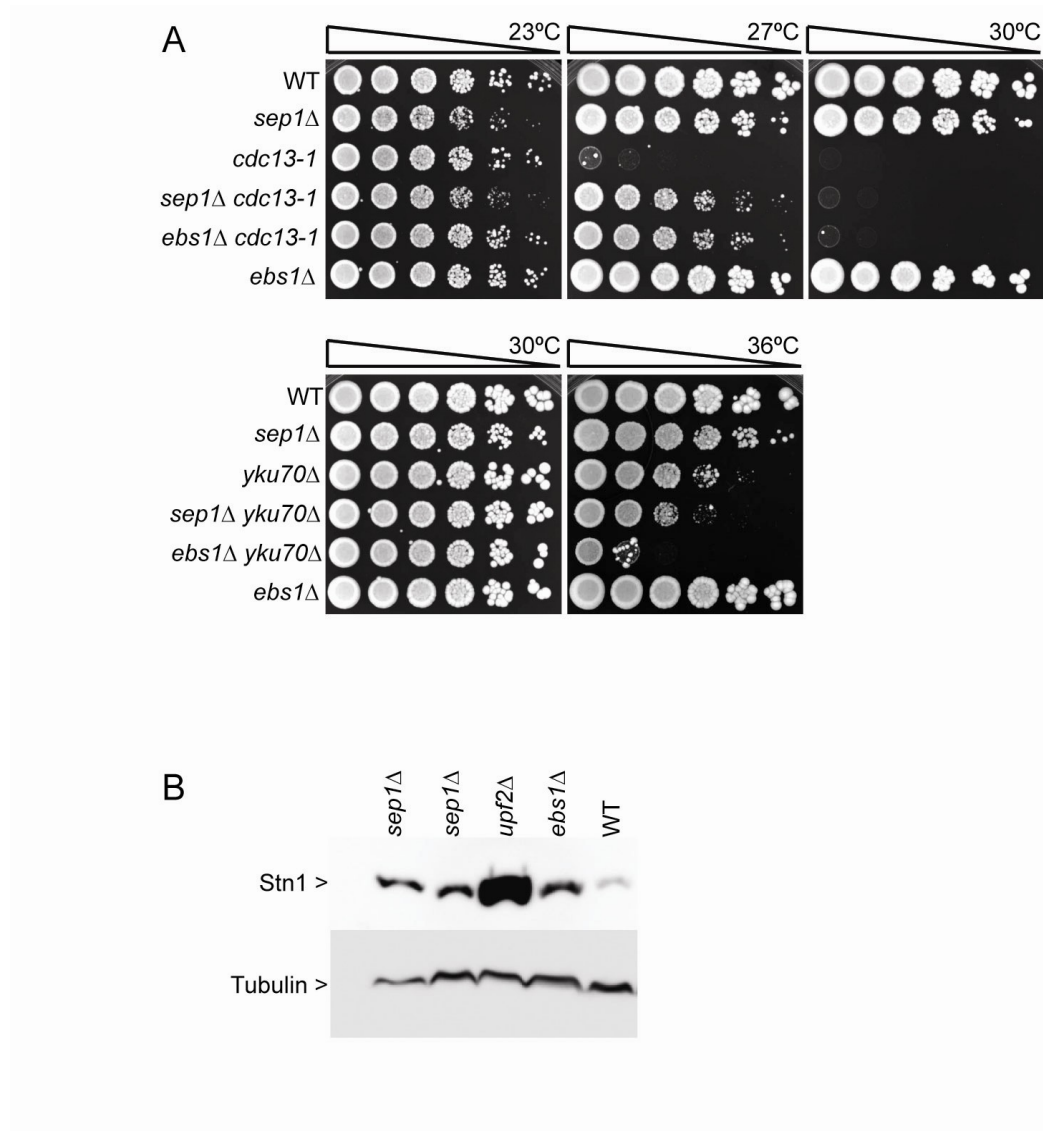 A
23ºC 27ºC 30ºC
WT
sep1Δ
cdc13-1
sep1Δ cdc13-1
ebs1Δ cdc13-1
ebs1Δ
30ºC 36ºC
WT
sep1Δ
yku70Δ
sep1Δ yku70Δ
ebs1Δ yku70Δ
ebs1Δ
B
sep1Δ sep1Δ upf2Δ ebs1Δ WT
Stn1 >
Tubulin >